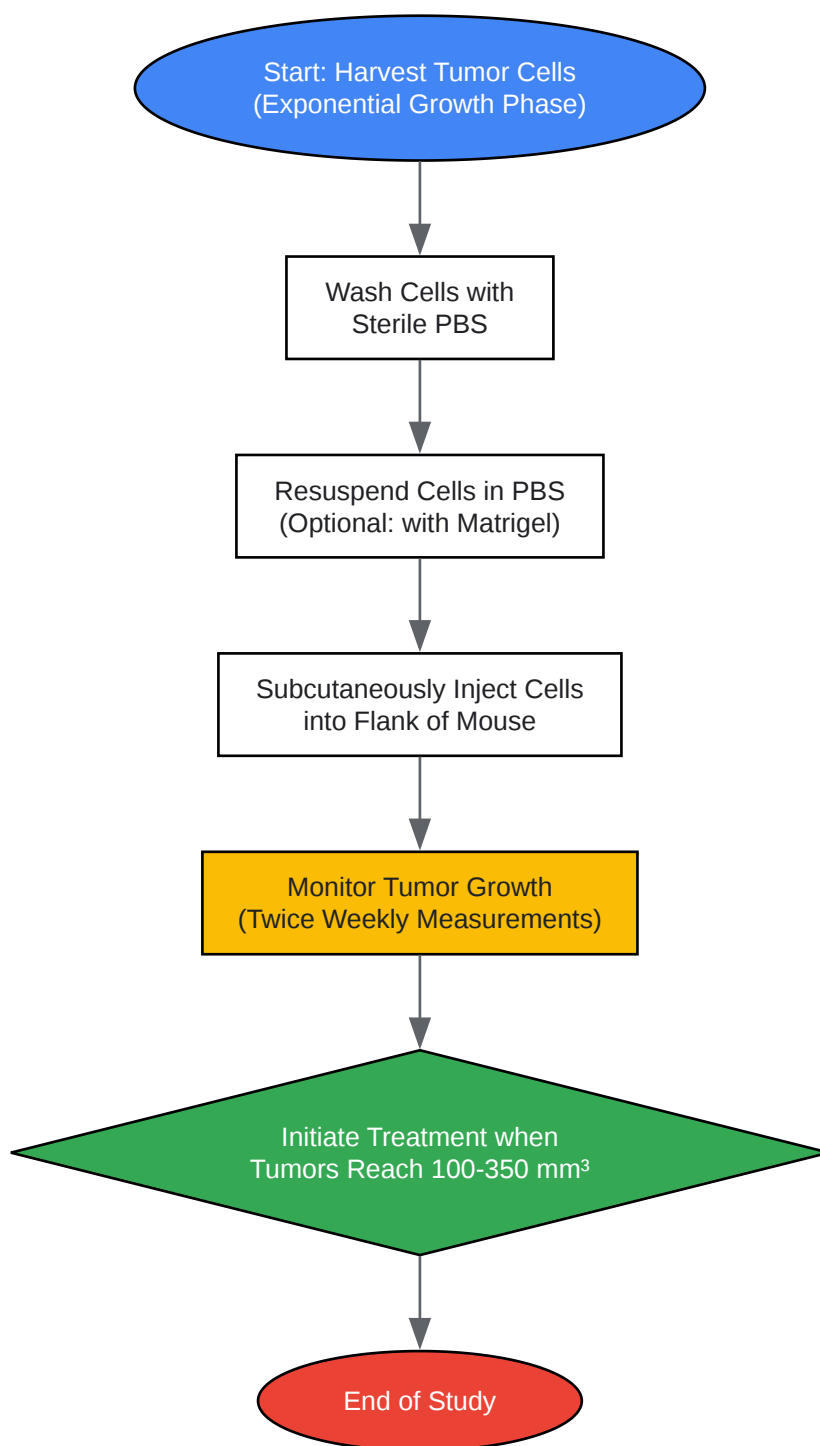 Start: Harvest Tumor Cells
(Exponential Growth Phase)
Wash Cells with
Sterile PBS
Resuspend Cells in PBS
(Optional: with Matrigel)
Subcutaneously Inject Cells
into Flank of Mouse
Monitor Tumor Growth
(Twice Weekly Measurements)
Initiate Treatment when
Tumors Reach 100-350 mm³
End of Study